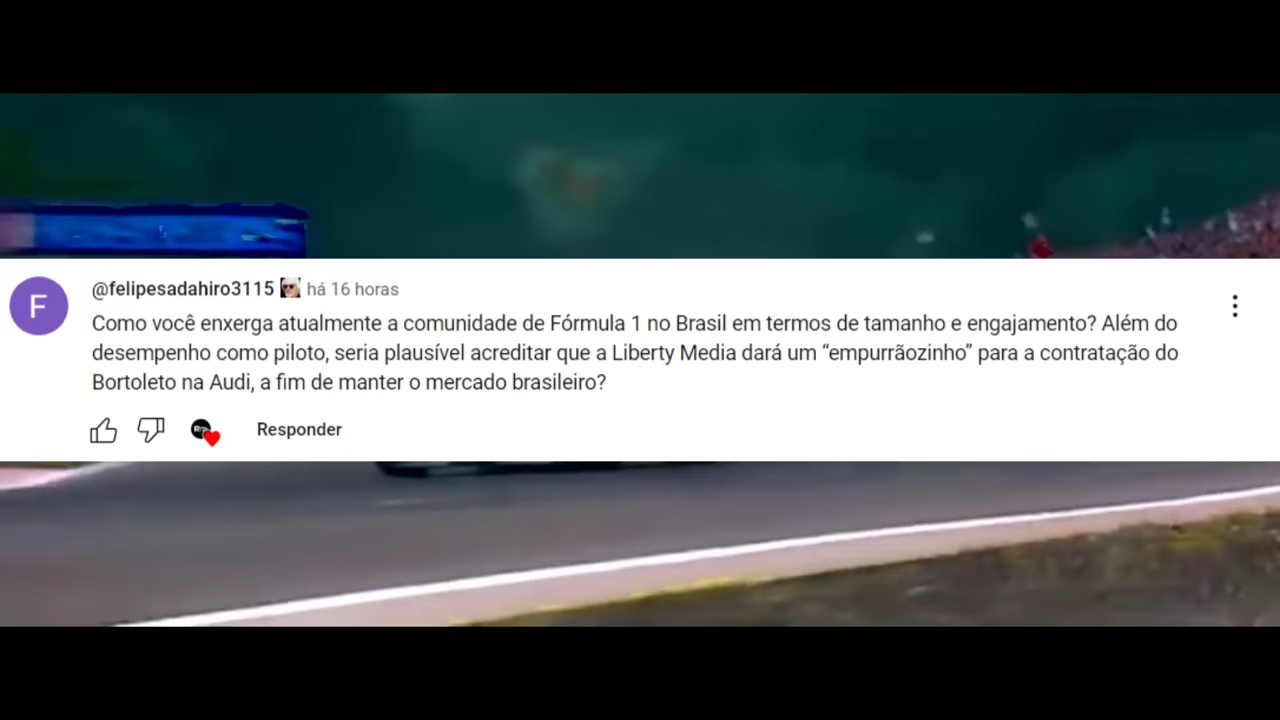 F
@felipesadahiro3115 há 16 horas
Como você enxerga atualmente a comunidade de Fórmula 1 no Brasil em termos de tamanho e engajamento? Além do
desempenho como piloto, seria plausível acreditar que a Liberty Media dará um “empurrãozinho” para a contratação do
Bortoleto na Audi, a fim de manter o mercado brasileiro?
Responder